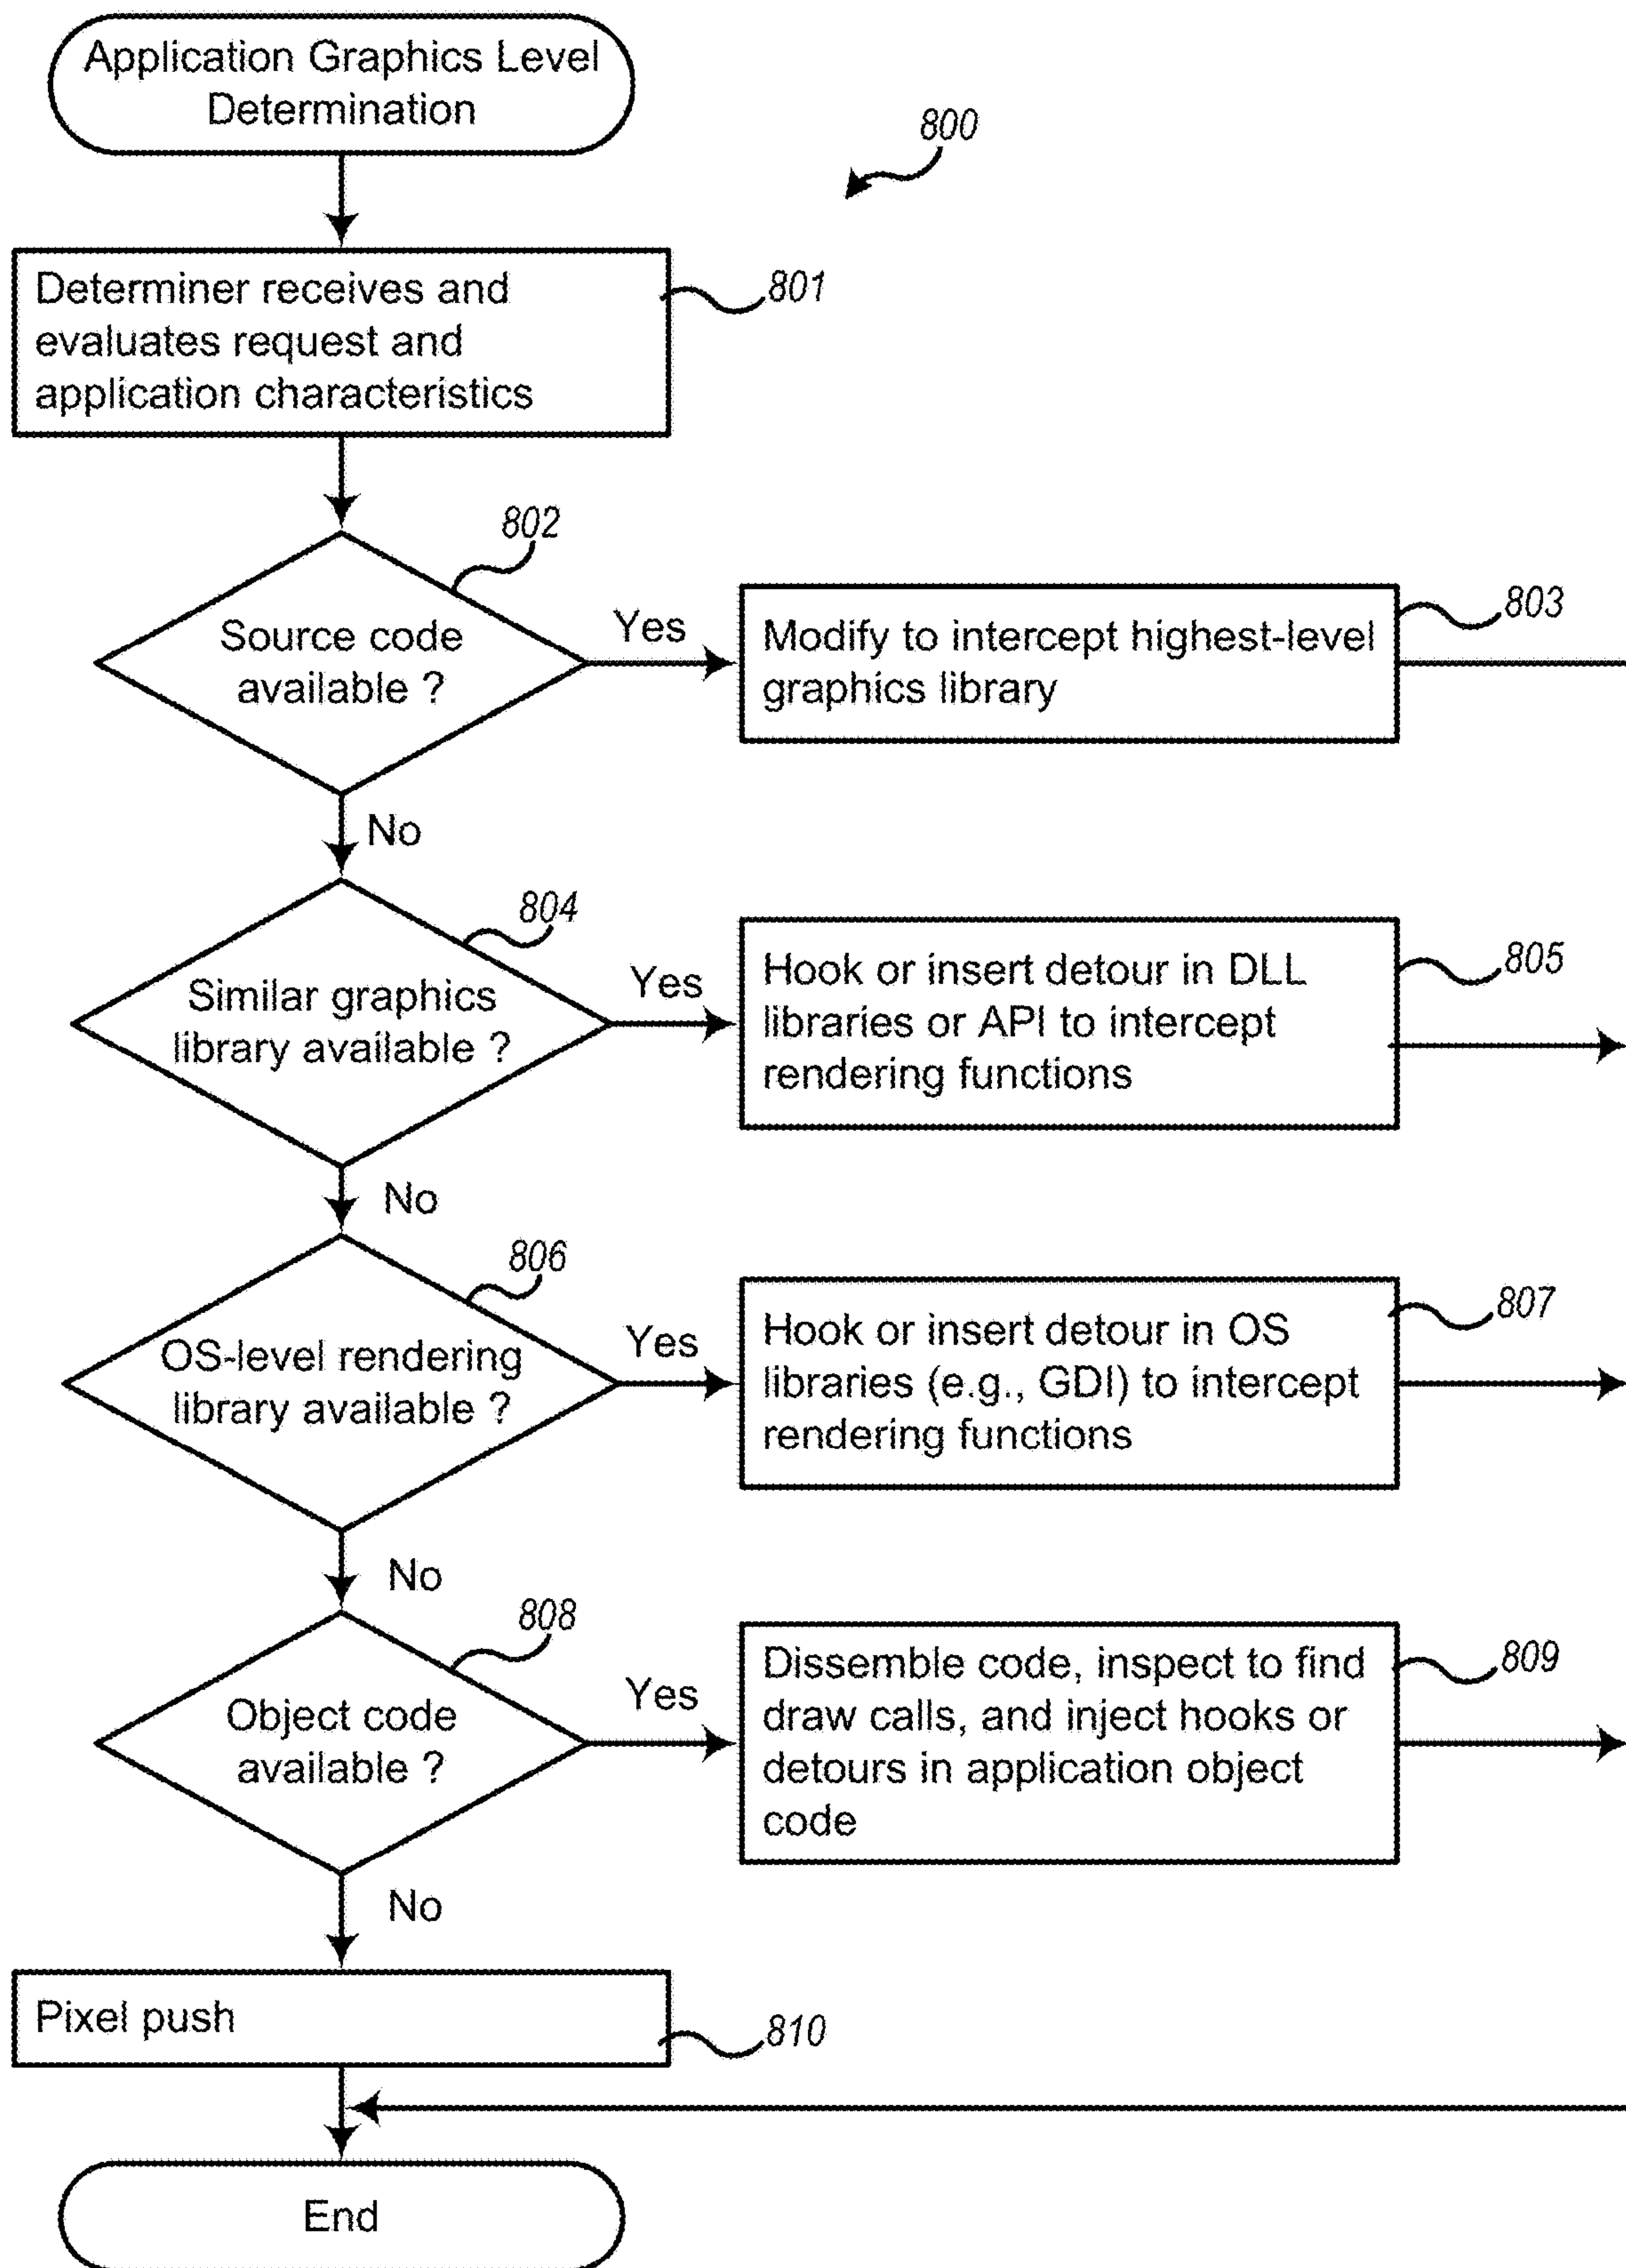 Application Graphics Level
Determination
800
Determiner receives and
evaluates request and
application characteristics
801
802
Source code
available ?
Yes
Modify to intercept highest-level
graphics library
803
No
804
Similar graphics
library available ?
Yes
Hook or insert detour in DLL
libraries or API to intercept
rendering functions
805
No
806
OS-level rendering
library available ?
Yes
Hook or insert detour in OS
libraries (e.g., GDI) to intercept
rendering functions
807
No
808
Object code
available ?
Yes
Dissemble code, inspect to find
draw calls, and inject hooks or
detours in application object
code
809
No
Pixel push
810
End